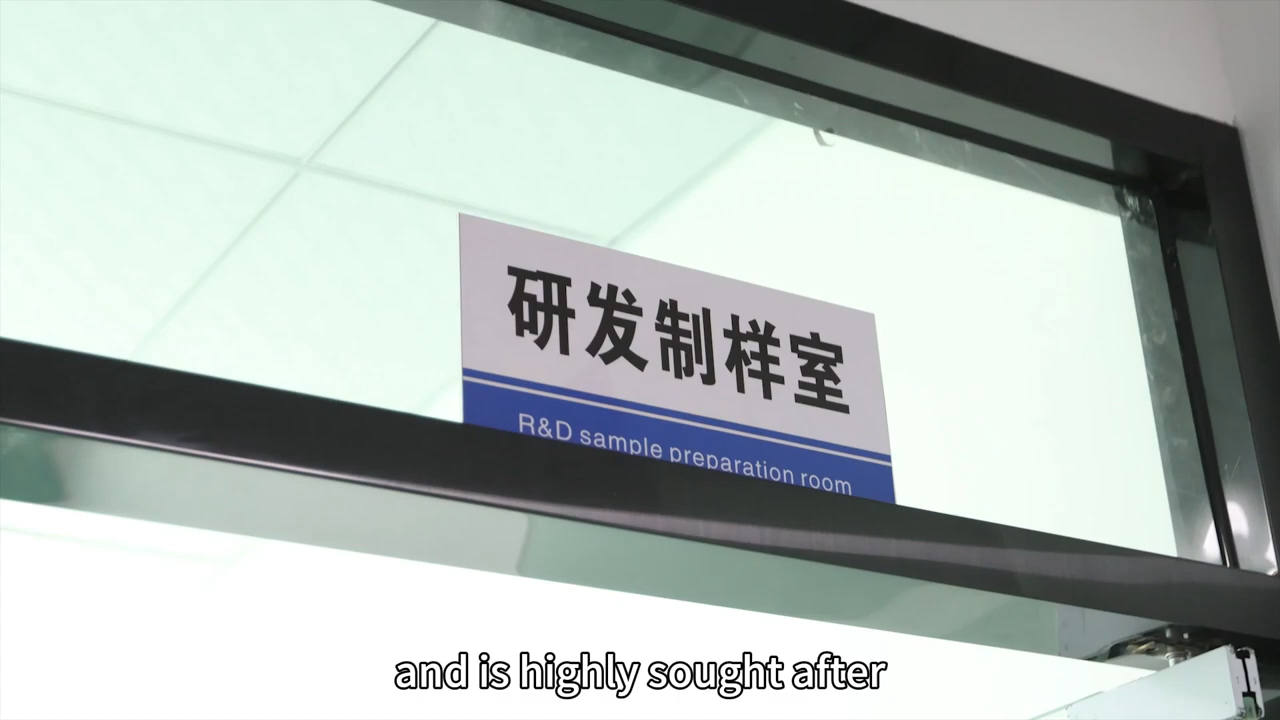 研发制样室
R&D sample preparation room
and is highly sought after